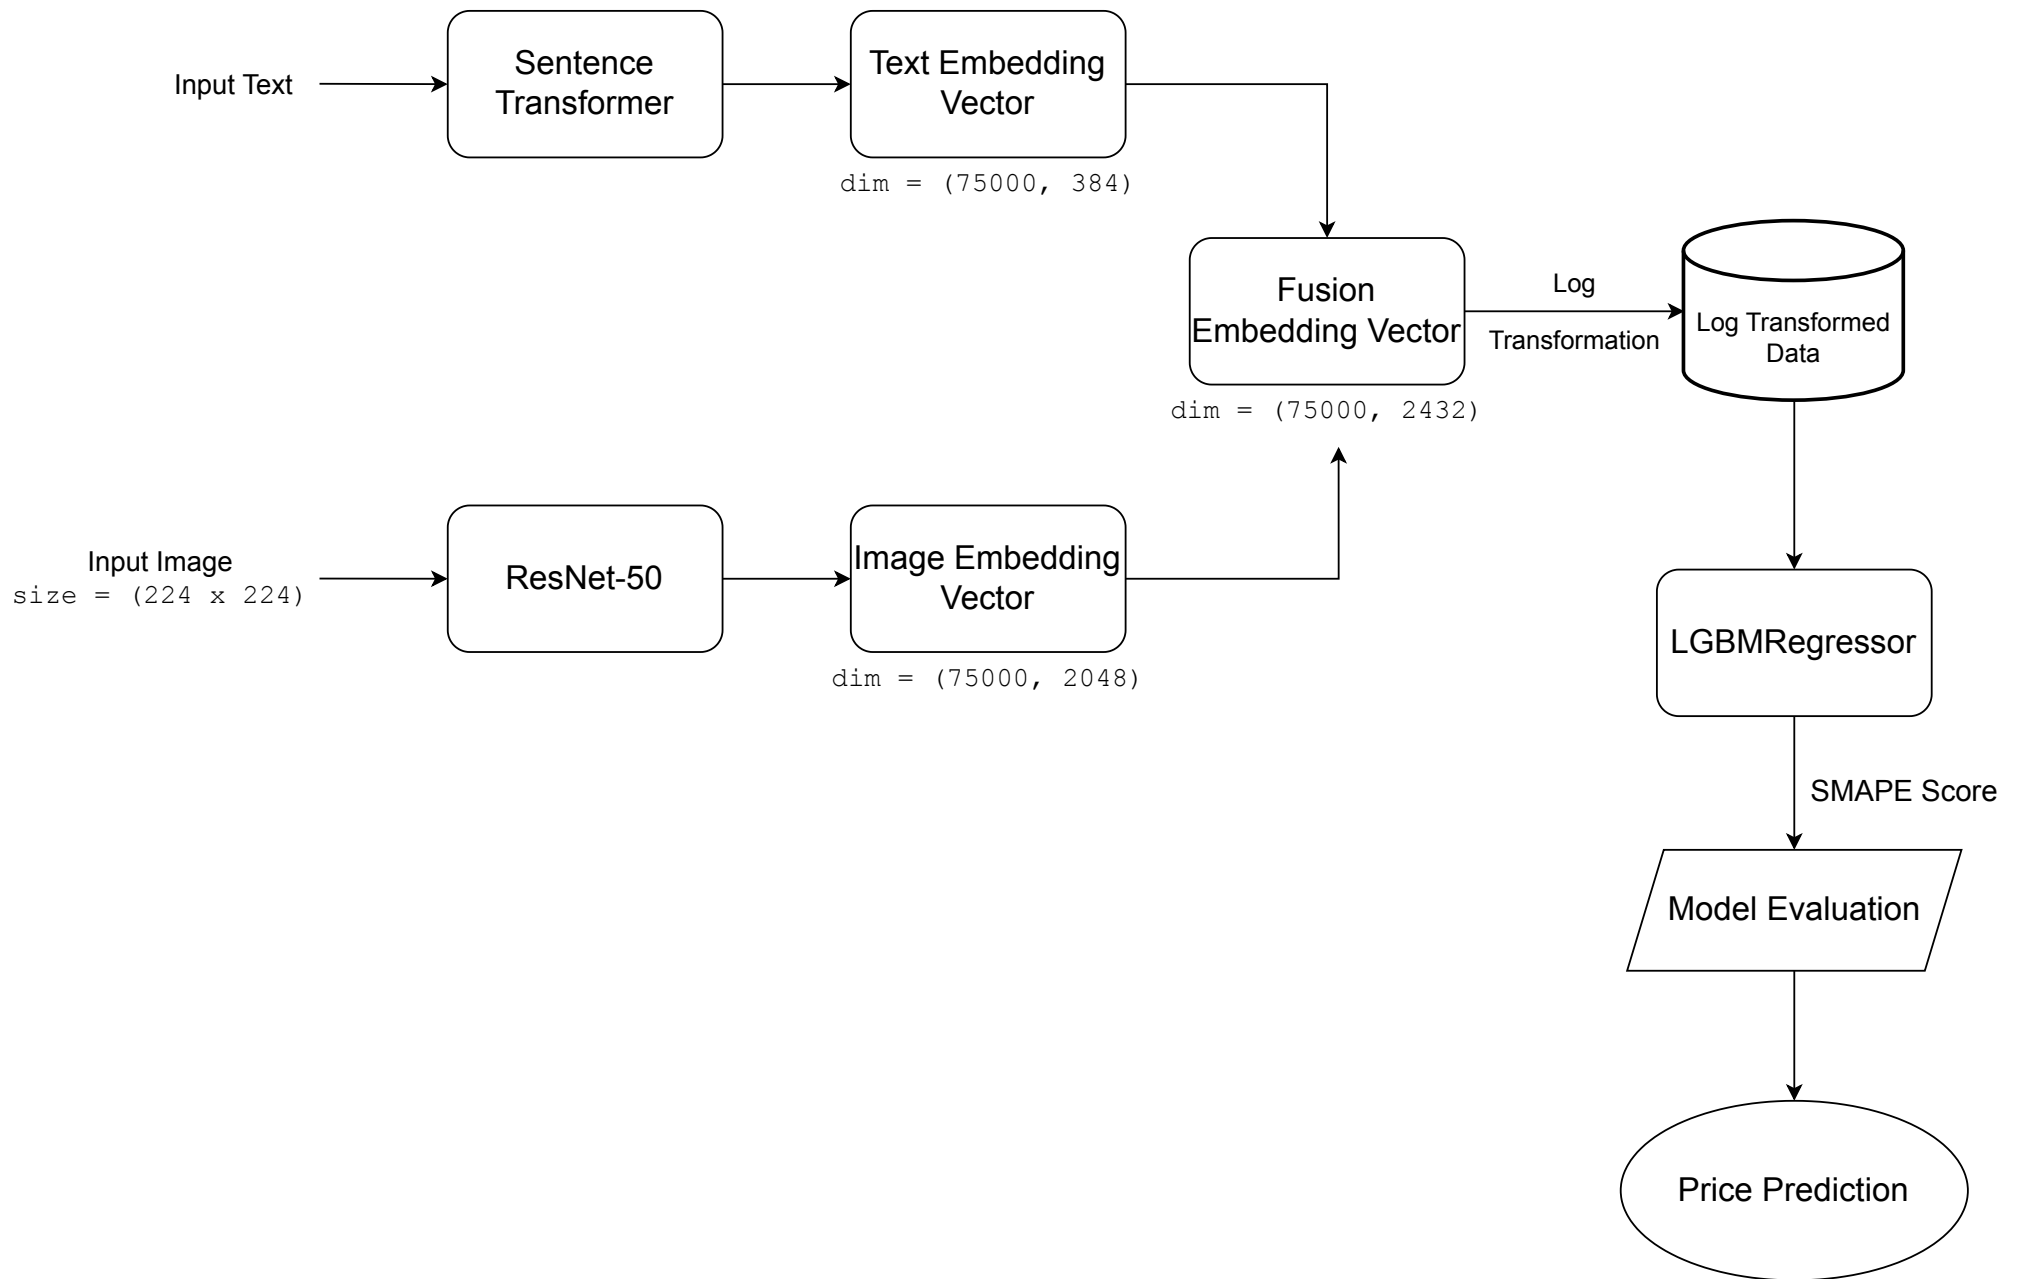 Input Text
Sentence
Transformer
Text Embedding
Vector
dim = (75000, 384)
Input Image
size = (224 x 224)
ResNet-50
Image Embedding
Vector
dim = (75000, 2048)
Fusion
Embedding Vector
dim = (75000, 2432)
Log
Transformation
Log Transformed
Data
LGBMRegressor
SMAPE Score
Model Evaluation
Price Prediction